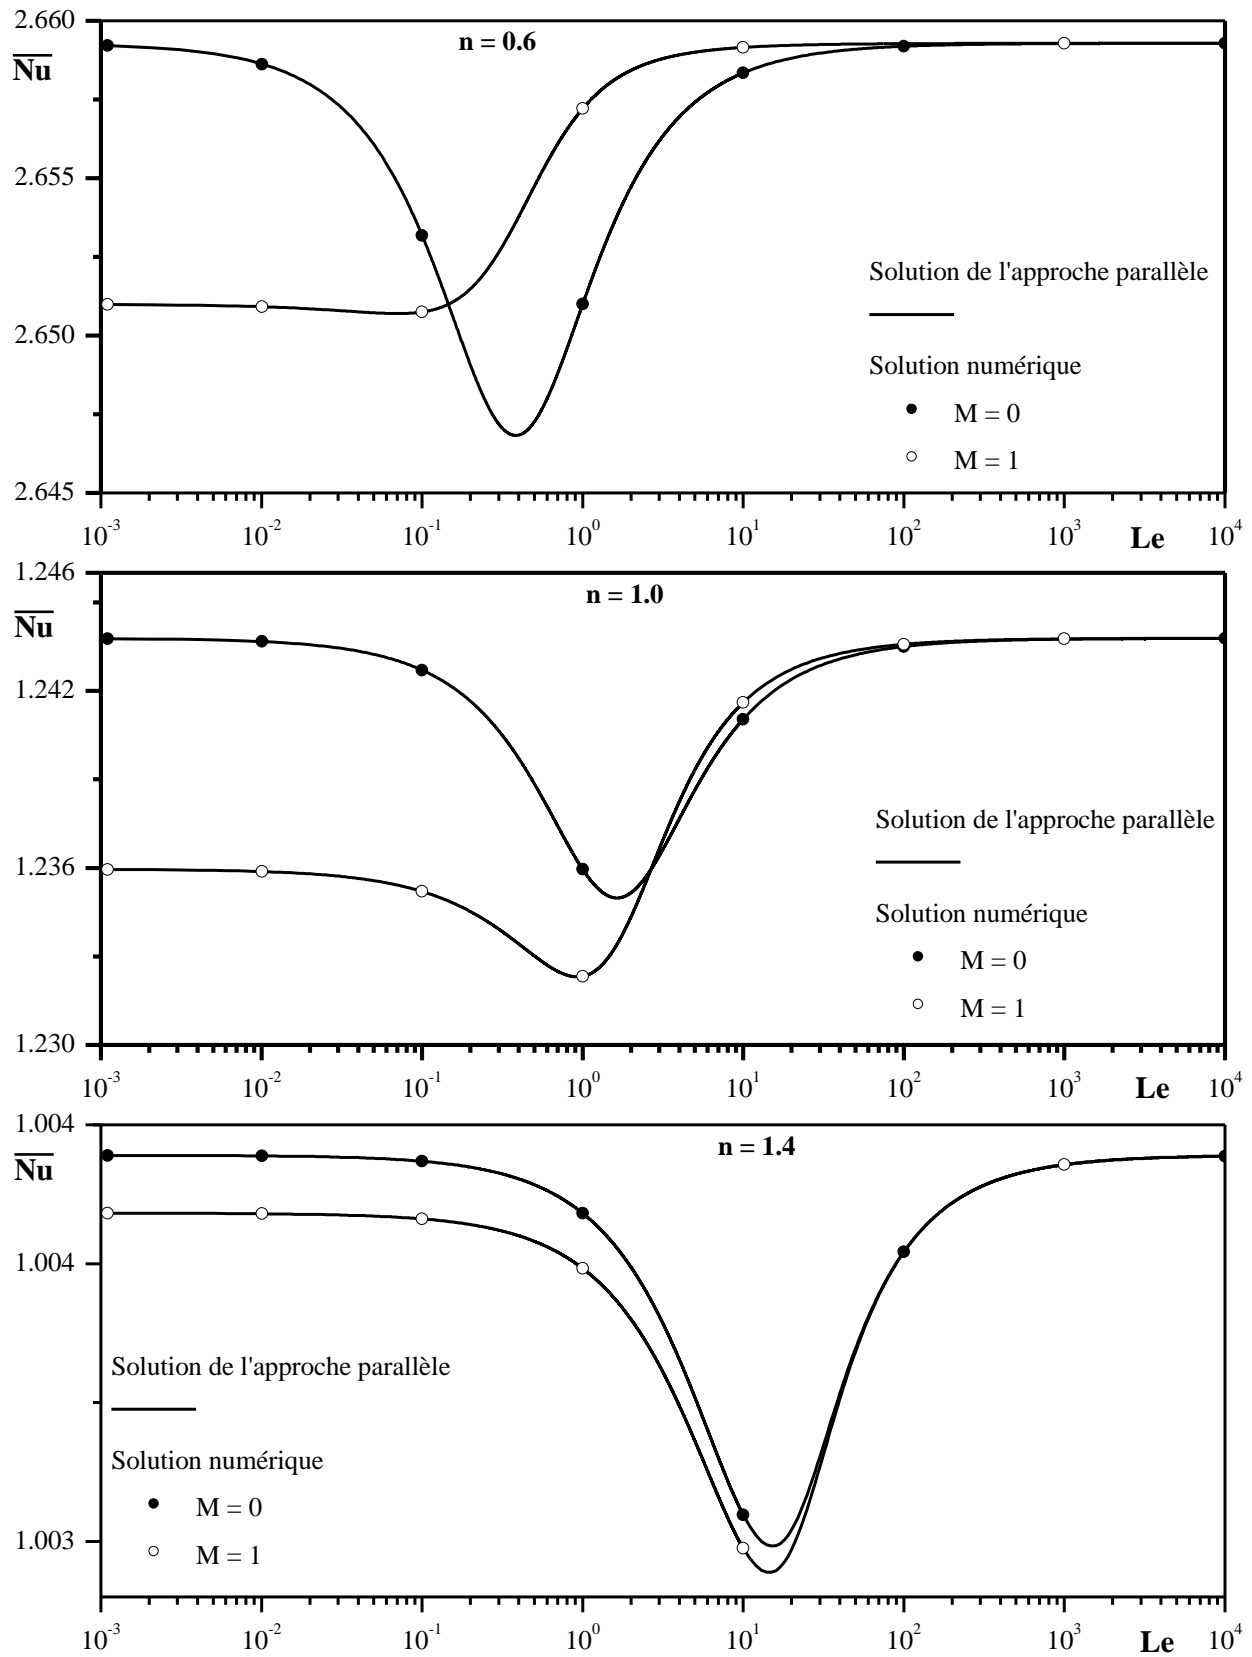 2.660
n = 0.6
Nu
2.655
Solution de l'approche parallèle
2.650
Solution numérique
M = 0
M = 1
2.645
10-3 10-2 10-1 100 101 102 103 Le 104
1.246
n = 1.0
Nu
1.242
Solution de l'approche parallèle
1.236
Solution numérique
M = 0
M = 1
1.230
10-3 10-2 10-1 100 101 102 103 Le 104
1.004
n = 1.4
Nu
1.004
Solution de l'approche parallèle
Solution numérique
M = 0
1.003
M = 1
10-3 10-2 10-1 100 101 102 103 Le 104